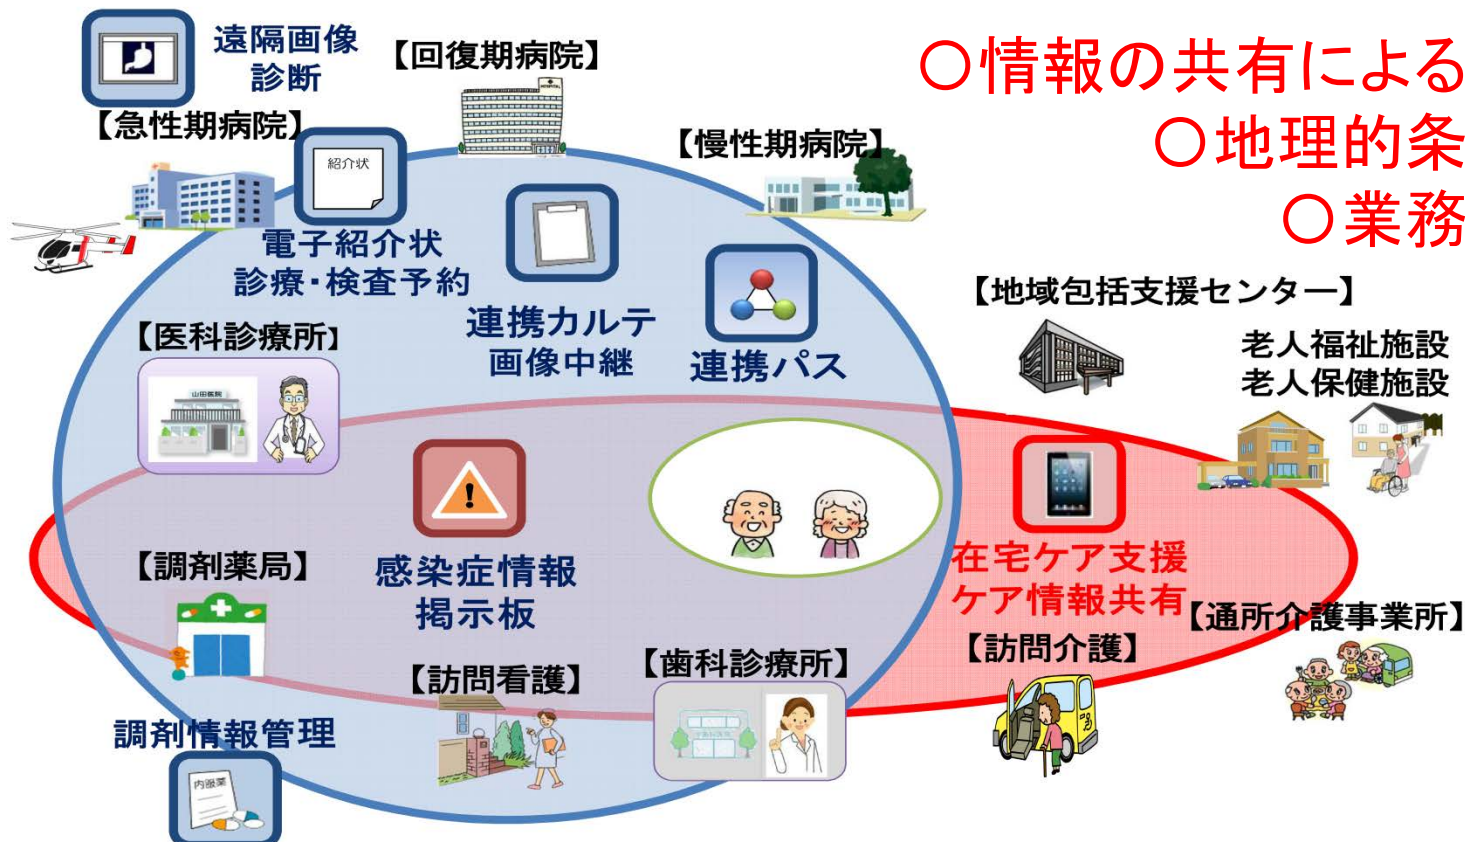 遠隔画像
診断
【回復期病院】
○情報の共有による
○地理的条
○業務
【急性期病院】
紹介状
【慢性期病院】
電子紹介状
診療・検査予約
連携カルテ
画像中継
連携パス
【地域包括支援センター】
老人福祉施設
老人保健施設
【医科診療所】
山田医院
HOSPITAL
【調剤薬局】
感染症情報
掲示板
在宅ケア支援
ケア情報共有
【通所介護事業所】
【訪問介護】
【訪問看護】
【歯科診療所】
調剤情報管理
内服薬